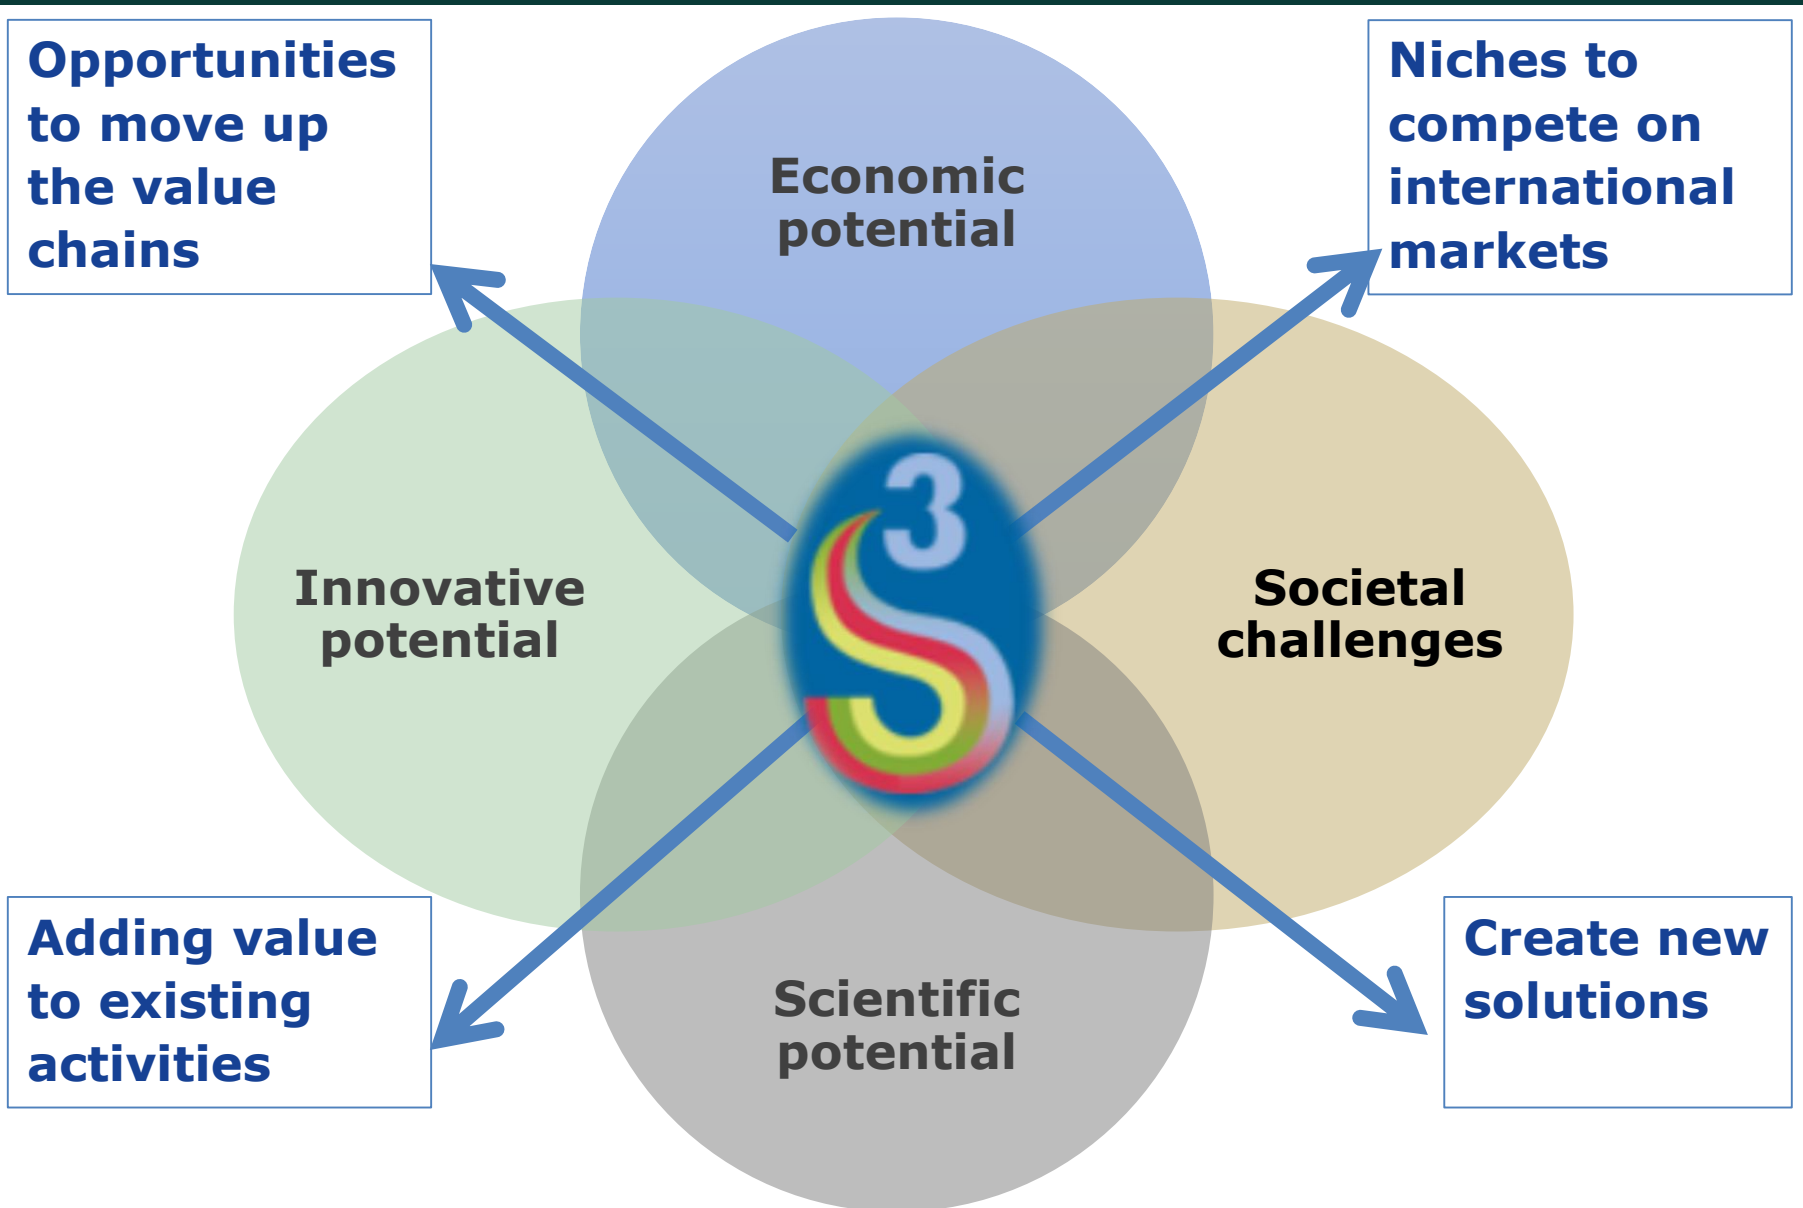 Opportunities
to move up
the value
chains
Niches to
compete on
international
markets
Economic
potential
3
S
Innovative
potential
Societal
challenges
Adding value
to existing
activities
Scientific
potential
Create new
solutions